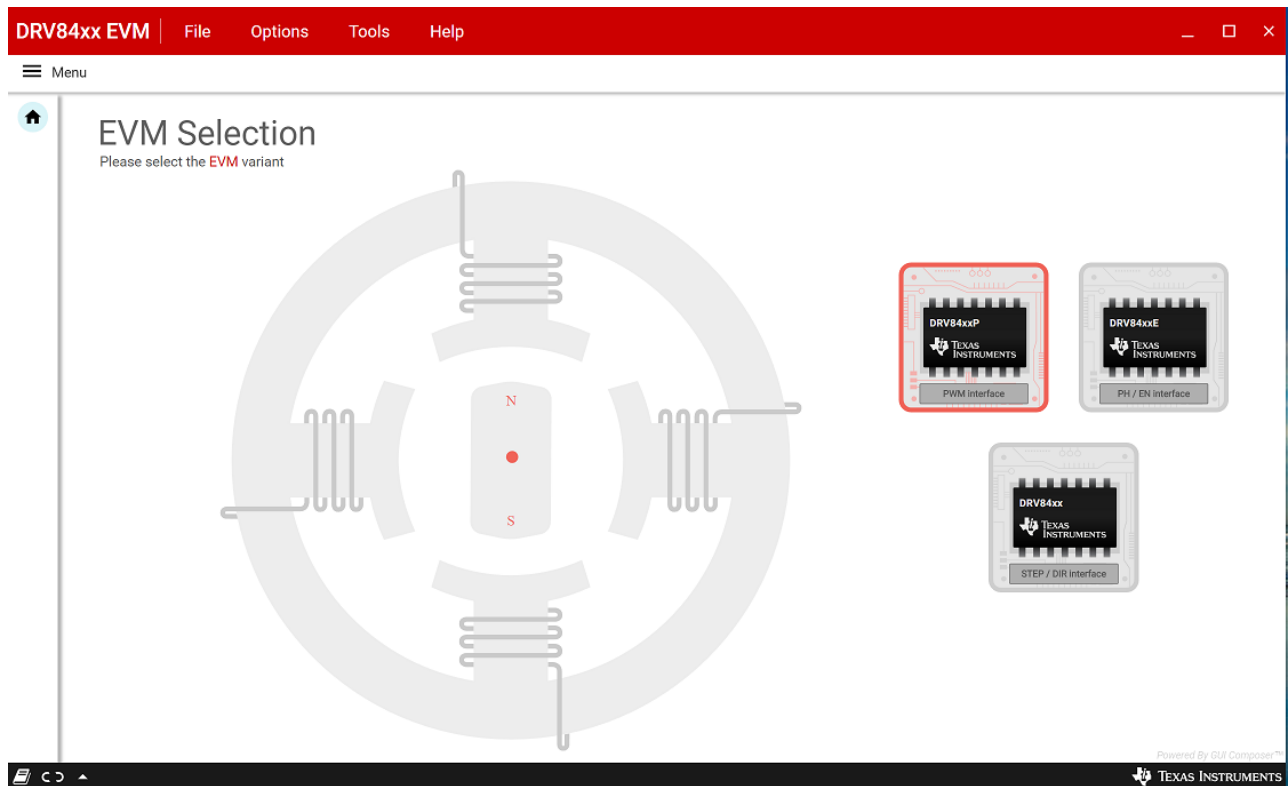 DRV84xx EVM File Options Tools Help
Menu
EVM Selection
Please select the EVM variant
N
S
DRV84xxP
TEXAS
INSTRUMENTS
PWM interface
DRV84xxE
TEXAS
INSTRUMENTS
PH / EN interface
DRV84xx
TEXAS
INSTRUMENTS
STEP / DIR interface
Powered By GUI Composer™
TEXAS INSTRUMENTS